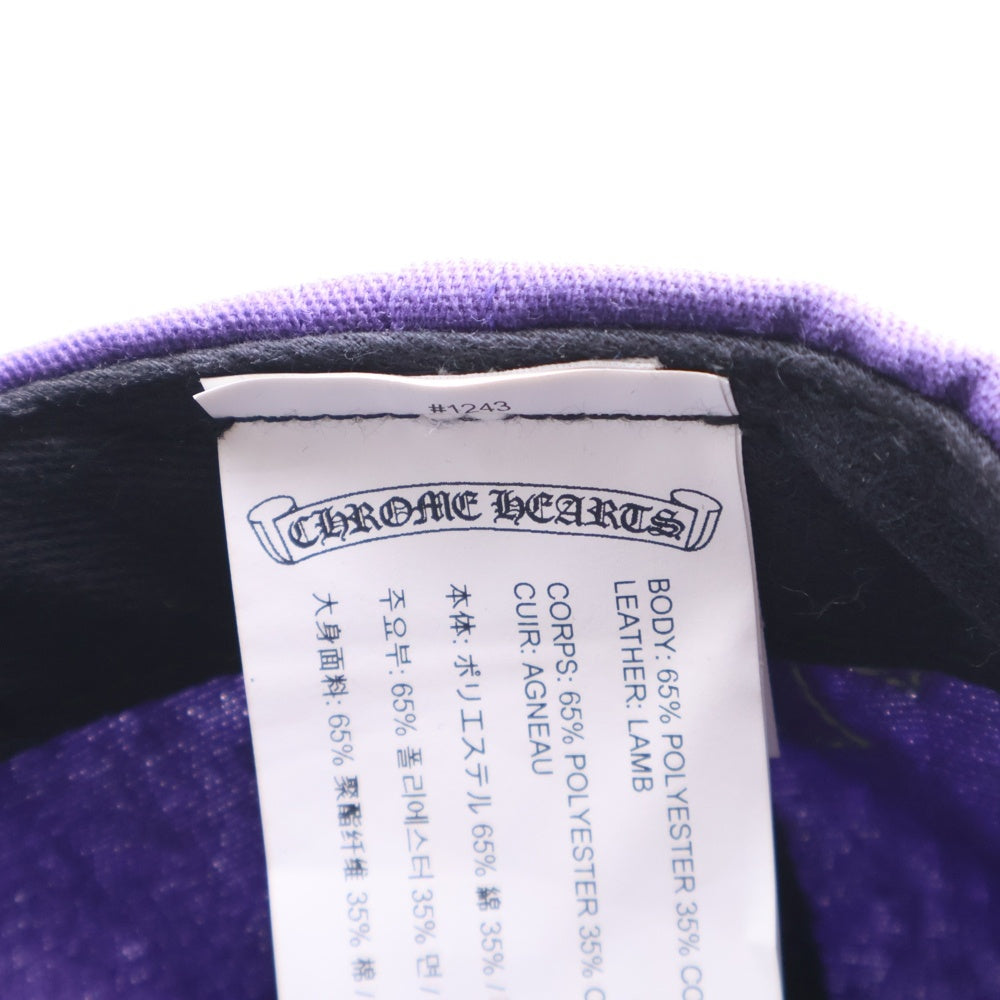 #1243
CHROME HEARTS
BODY: 65% POLYESTER 35% CO
LEATHER: LAMB
CORPS: 65% POLYESTER 35% C
CUIR: AGNEAU
本体: ポリエステル 65% 綿 35% /
주요부: 65% 폴리에스터 35% 면 /
大身面料: 65% 聚酯纤维 35% 棉 /